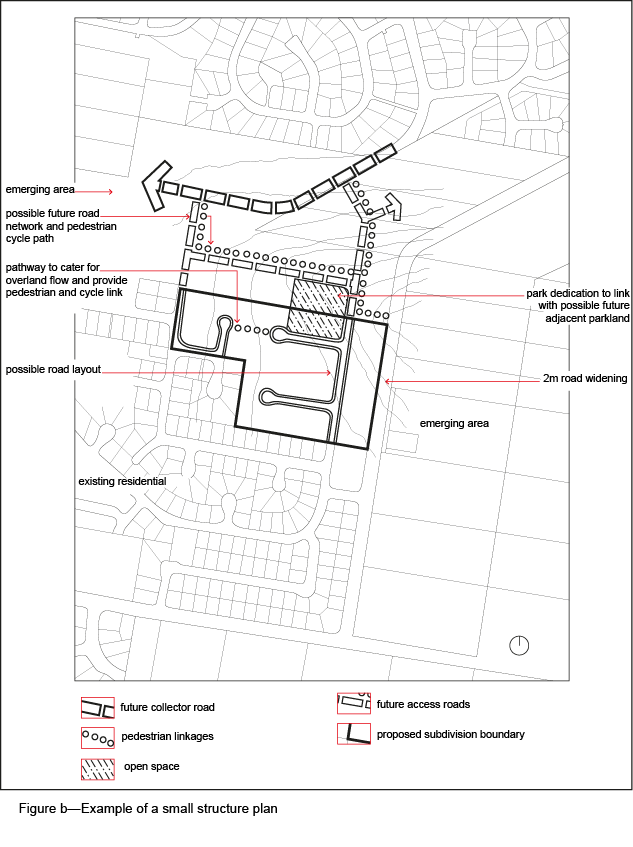 emerging area
possible future road
network and pedestrian
cycle path
pathway to cater for
overland flow and provide
pedestrian and cycle link
park dedication to link
with possible future
adjacent parkland
possible road layout
2m road widening
emerging area
existing residential
future collector road
future access roads
pedestrian linkages
proposed subdivision boundary
open space
Figure b—Example of a small structure plan